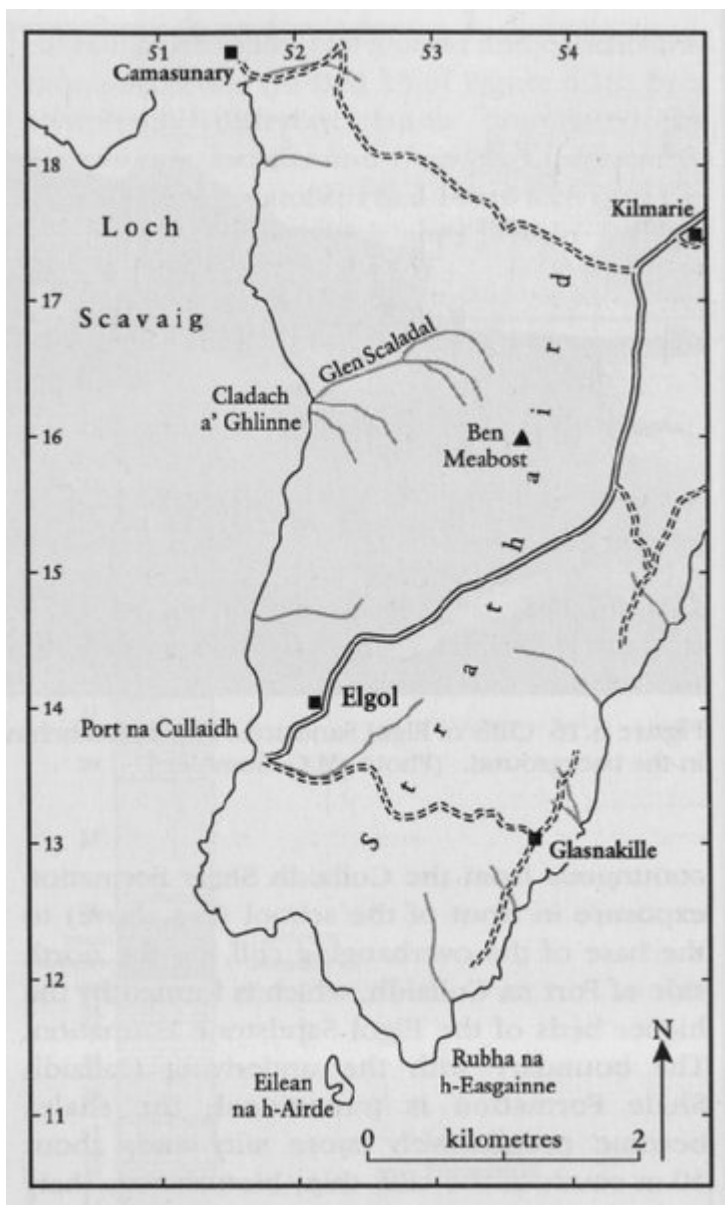 51 52 53 54
Camasunary
18
Kilmarie
Loch
17
Scavaig
Glen Scaladal
Cladach
a' Ghlinne
16
Ben
Meabost
Strathaird
15
14
Elgol
Port na Cullaidh
13
Glasnakille
12
N
Rubha na
h-Easgainne
Eilean
na h-Airde
11
0 kilometres 2